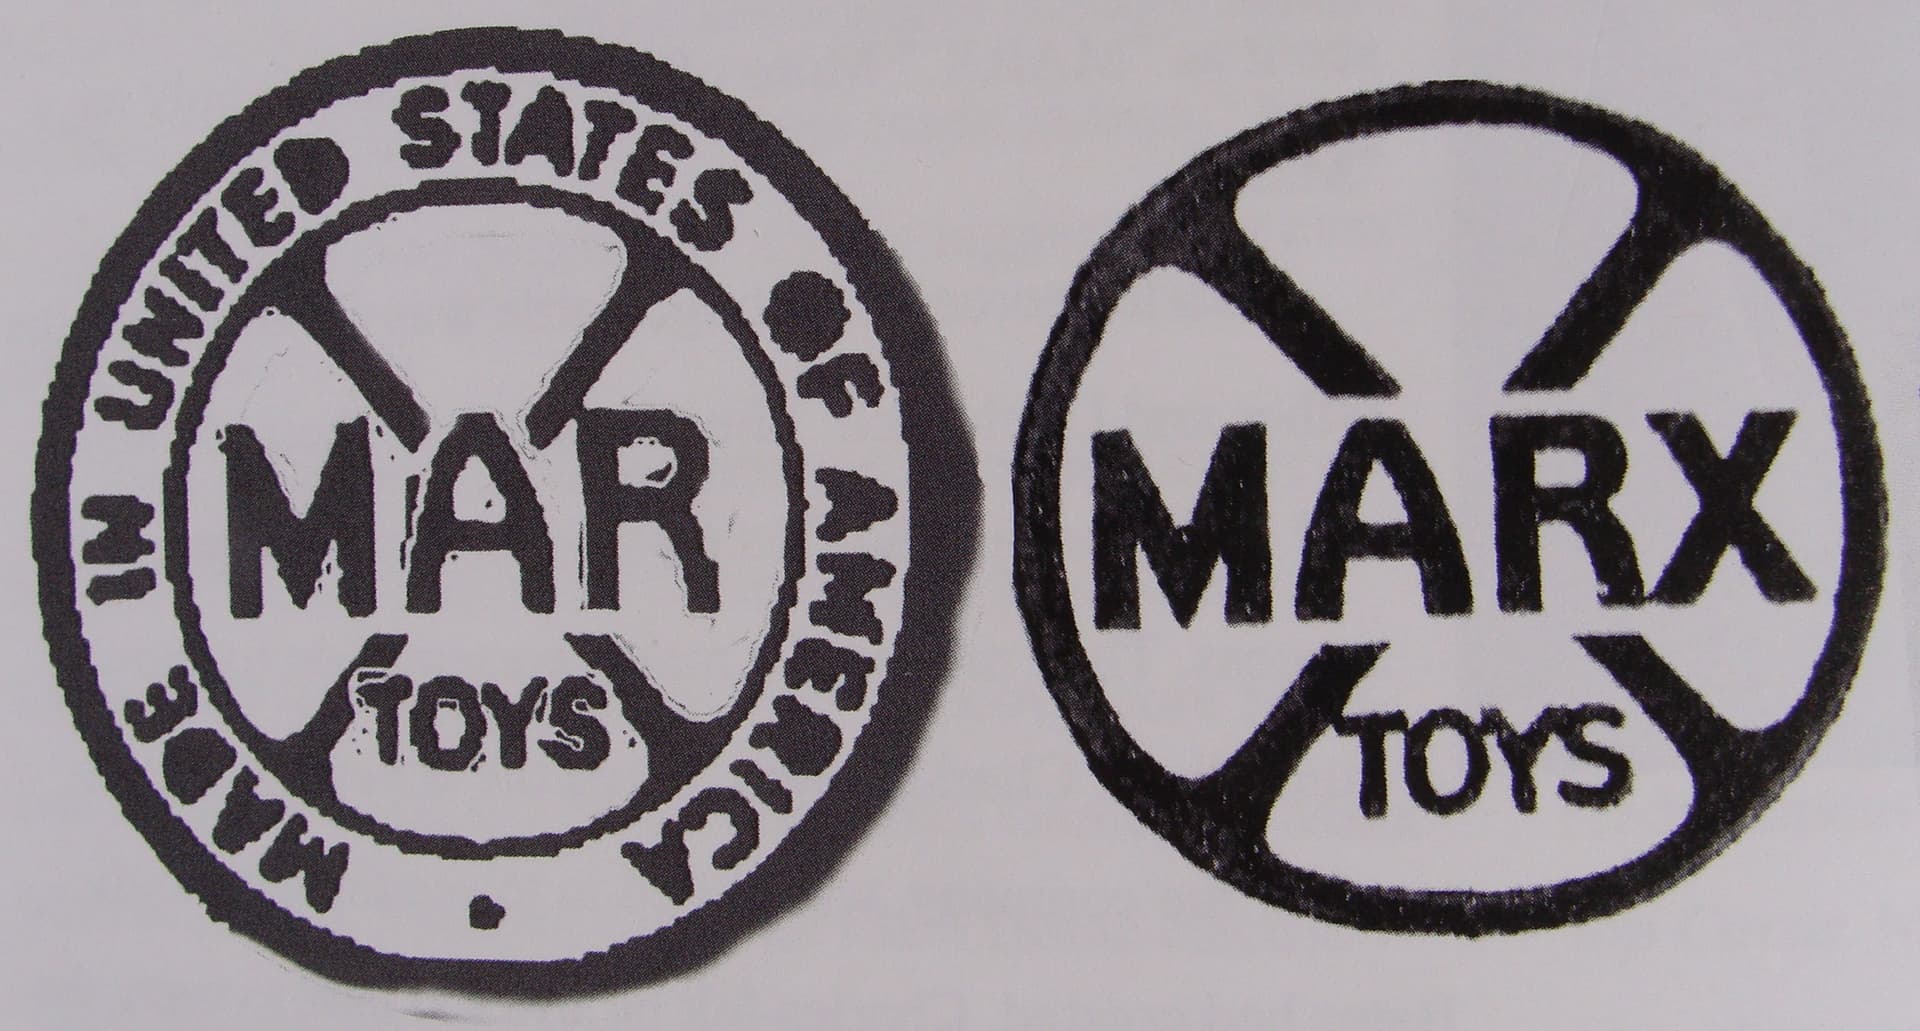 MADE IN UNITED STATES OF AMERICA
MAR
TOYS
MARX
TOYS